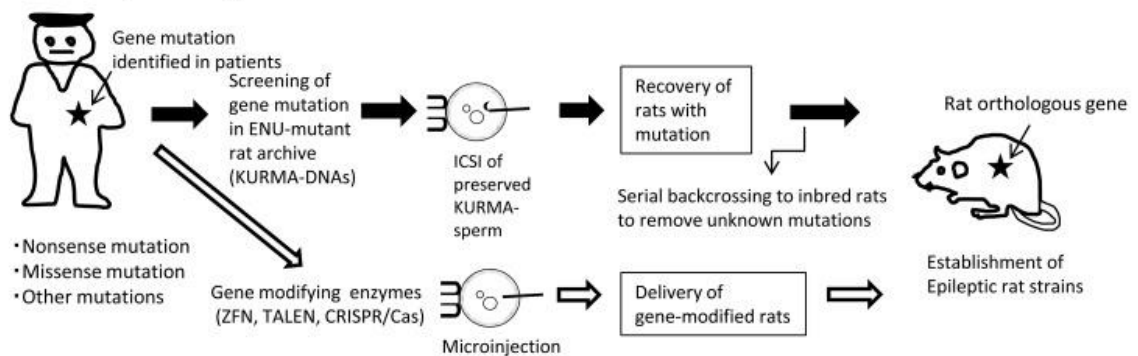 Gene mutation
identified in patients
Screening of
gene mutation
in ENU-mutant
rat archive
(KURMA-DNAs)
ICSI of
preserved
KURMA-
sperm
Recovery of
rats with
mutation
Serial backcrossing to inbred rats
to remove unknown mutations
Rat orthologous gene
・Nonsense mutation
・Missense mutation
・Other mutations
Gene modifying enzymes
(ZFN, TALEN, CRISPR/Cas)
Microinjection
Delivery of
gene-modified rats
Establishment of
Epileptic rat strains